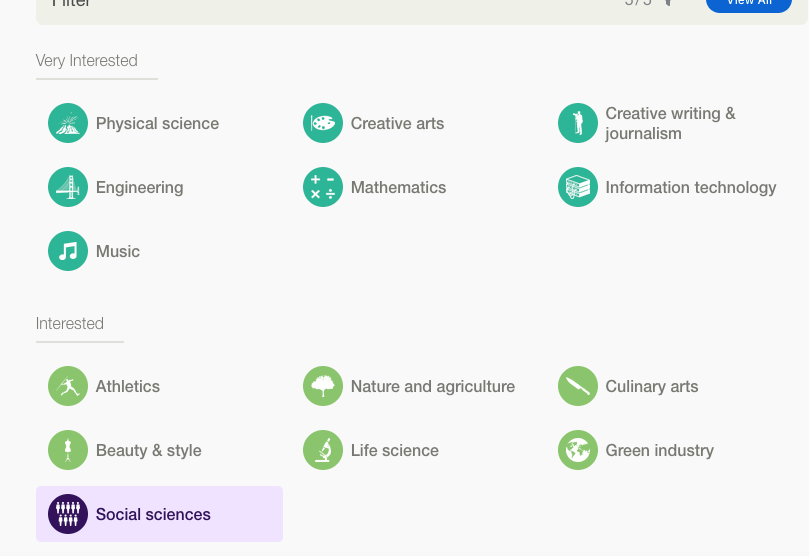 Filter 5/5 View All
Very Interested
Physical science
Creative arts
Creative writing &
journalism
Engineering
Mathematics
Information technology
Music
Interested
Athletics
Nature and agriculture
Culinary arts
Beauty & style
Life science
Green industry
Social sciences